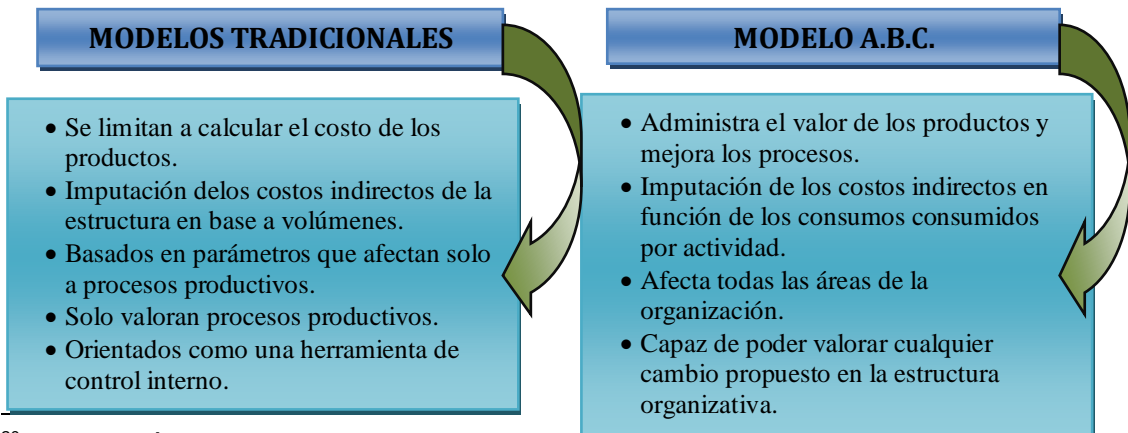 MODELOS TRADICIONALES
• Se limitan a calcular el costo de los
productos.
• Imputación delos costos indirectos de la
estructura en base a volúmenes.
• Basados en parámetros que afectan solo
a procesos productivos.
• Solo valoran procesos productivos.
• Orientados como una herramienta de
control interno.
MODELO A.B.C.
• Administra el valor de los productos y
mejora los procesos.
• Imputación de los costos indirectos en
función de los consumos consumidos
por actividad.
• Afecta todas las áreas de la
organización.
• Capaz de poder valorar cualquier
cambio propuesto en la estructura
organizativa.